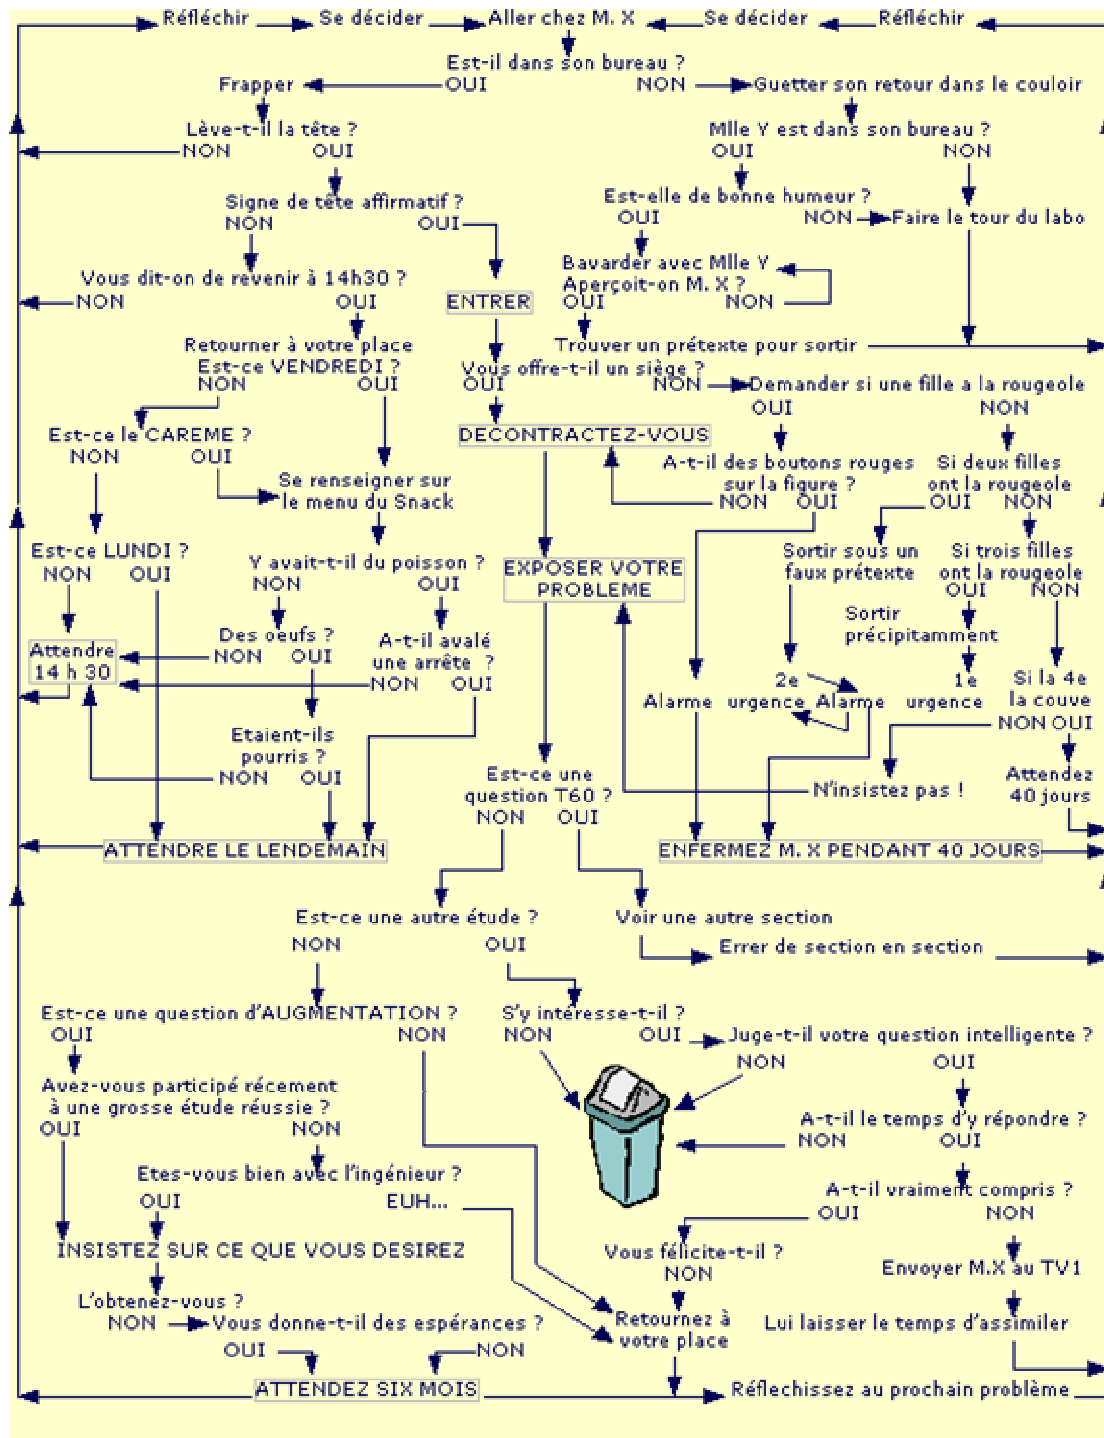 Réfléchir Se décider Aller chez M. X Se décider Réfléchir
Est-il dans son bureau ?
Frapper OUI NON Guetter son retour dans le couloir
Lève-t-il la tête ? Mlle Y est dans son bureau ?
NON OUI OUI NON
Signe de tête affirmatif ? Est-elle de bonne humeur ?
NON OUI OUI NON Faire le tour du labo
Vous dit-on de revenir à 14h30 ? Bavarder avec Mlle Y
Aperçoit-on M. X ?
NON OUI ENTRER OUI NON
Retourner à votre place Trouver un prétexte pour sortir
Est-ce VENDREDI ? Vous offre-t-il un siège ?
NON OUI OUI NON Demander si une fille a la rougeole
OUI NON
Est-ce le CAREME ? DECONTRACTEZ-VOUS
NON OUI A-t-il des boutons rouges Si deux filles
Se renseigner sur sur la figure ? ont la rougeole
le menu du Snack NON OUI OUI NON
Est-ce LUNDI ? Y avait-t-il du poisson ? Sortir sous un Si trois filles
NON OUI NON OUI EXPOSER VOTRE faux prétexte ont la rougeole
PROBLEME OUI NON
Sortir
Des oeufs ? A-t-il avalé précipitamment
Attendre NON OUI une arrête ?
14 h 30 NON OUI 2e 1e Si la 4e
Alarme urgence Alarme urgence la couve
Etaient-ils NON OUI
pourris ?
NON OUI Est-ce une Attendez
question T60 ? N'insistez pas ! 40 jours
NON OUI
ATTENDRE LE LENDEMAIN ENFERMEZ M. X PENDANT 40 JOURS
Est-ce une autre étude ? Voir une autre section
NON OUI Errer de section en section
Est-ce une question d'AUGMENTATION ? S'y intéresse-t-il ?
OUI NON NON OUI Juge-t-il votre question intelligente ?
NON OUI
Avez-vous participé récement
à une grosse étude réussie ? A-t-il le temps d'y répondre ?
OUI NON NON OUI
Etes-vous bien avec l'ingénieur ? A-t-il vraiment compris ?
OUI EUH... OUI NON
INSISTEZ SUR CE QUE VOUS DESIREZ Vous félicite-t-il ?
NON Envoyer M.X au TV1
L'obtenez-vous ?
NON Vous donne-t-il des espérances ? Retournez à Lui laisser le temps d'assimiler
OUI NON votre place
ATTENDEZ SIX MOIS Réflechissez au prochain problème